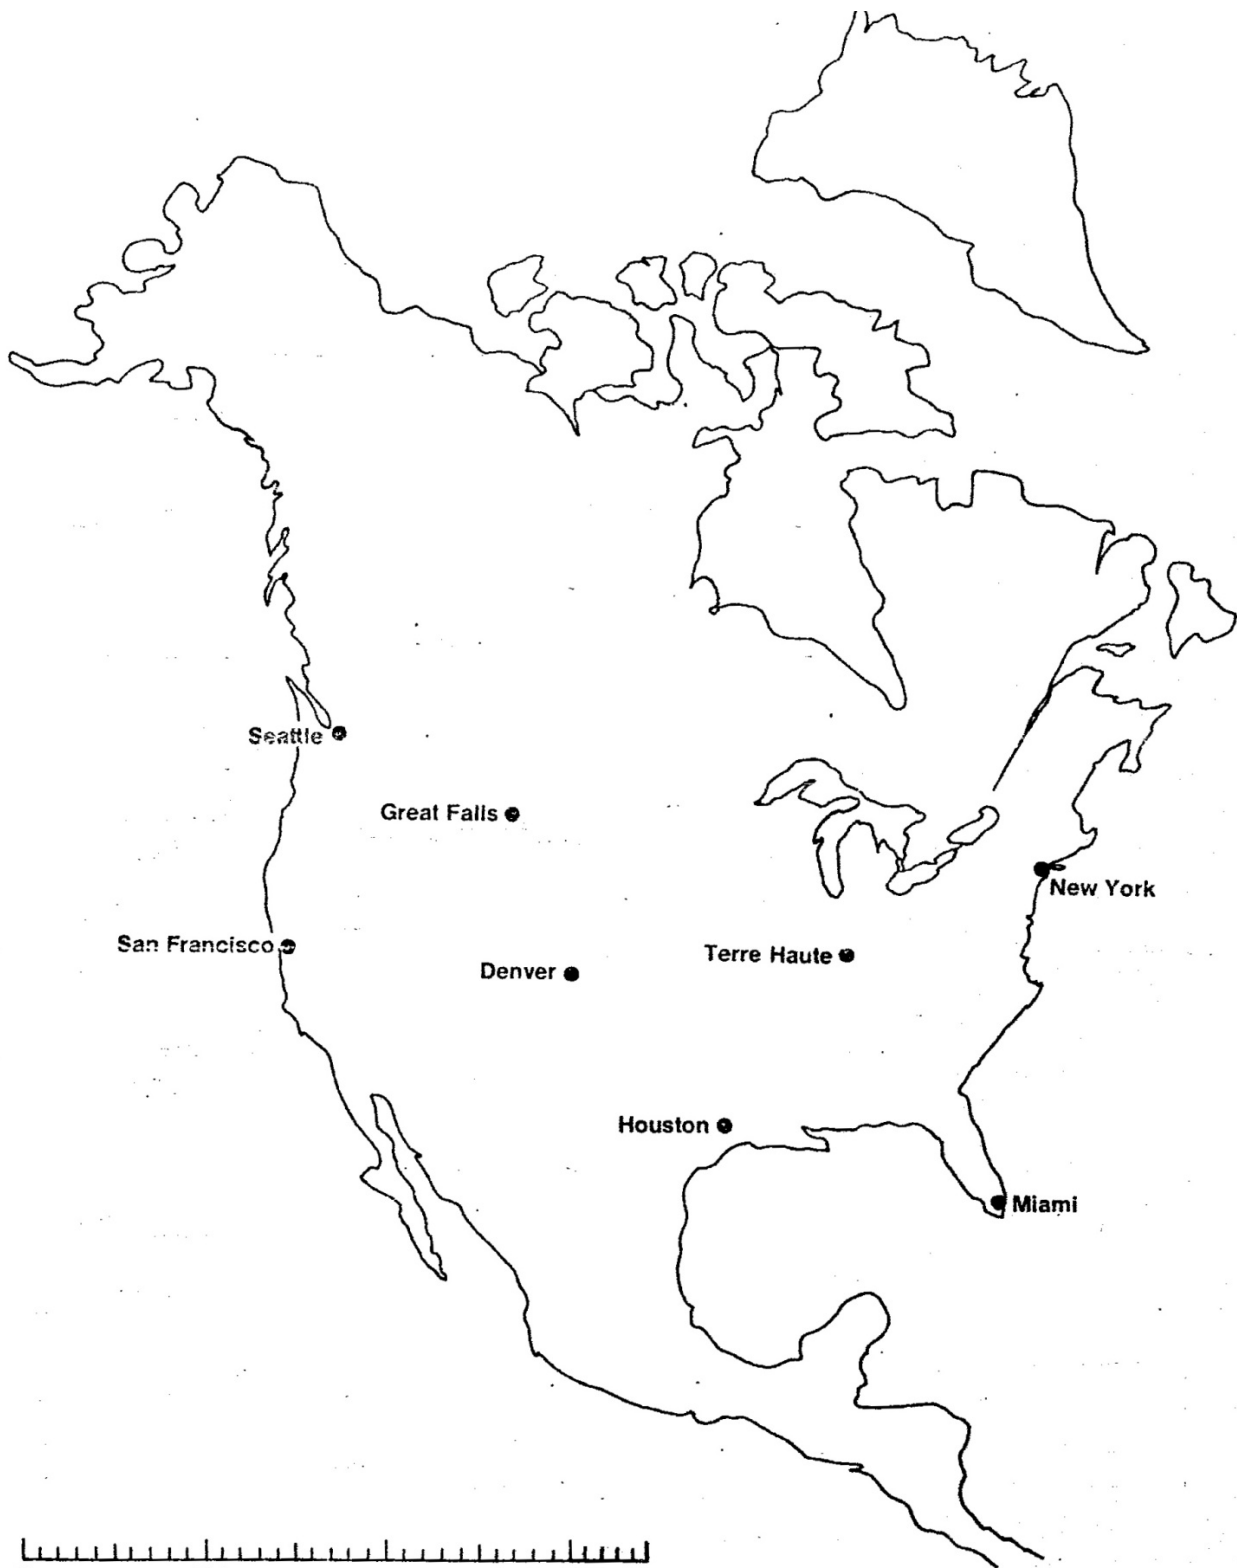 Seattle
Great Falls
New York
San Francisco
Terre Haute
Denver
Houston
Miami